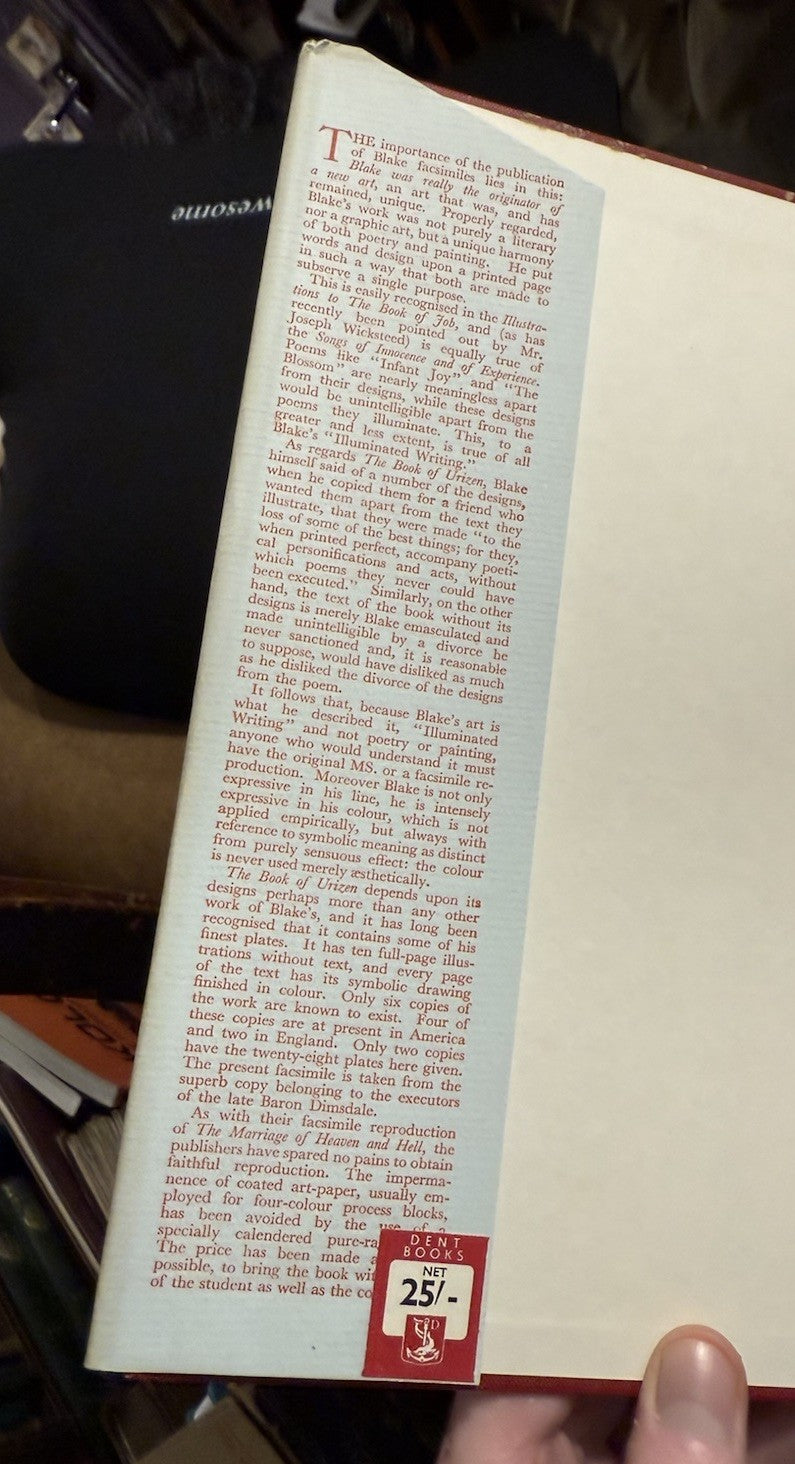 THE importance of the publication
of Blake facsimiles lies in this:
Blake was really the originator of
a new art, an art that was, and has
remained, unique. Properly regarded,
Blake's work was not purely a literary
nor a graphic art, but a unique harmony
of both poetry and painting. He put
words and design upon a printed page
in such a way that both are made to
subserve a single purpose.
This is easily recognised in the Illustra-
tions to The Book of Job, and (as has
recently been pointed out by Mr.
Joseph Wicksteed) is equally true of
the Songs of Innocence and of Experience.
Poems like "Infant Joy" and "The
Blossom" are nearly meaningless apart
from their designs, while these designs
would be unintelligible apart from the
poems they illuminate. This, to a
greater and less extent, is true of all
Blake's "Illuminated Writing."
As regards The Book of Urizen, Blake
himself said of a number of the designs,
when he copied them for a friend who
wanted them apart from the text they
illustrate, that they were made "to the
loss of some of the best things; for they,
when printed perfect, accompany poeti-
cal personifications and acts, without
which poems they never could have
been executed." Similarly, on the other
hand, the text of the book without its
designs is merely Blake emasculated and
made unintelligible by a divorce he
never sanctioned and, it is reasonable
to suppose, would have disliked as much
as he disliked the divorce of the designs
from the poem.
It follows that, because Blake's art is
what he described it, "Illuminated
Writing" and not poetry or painting,
anyone who would understand it must
have the original MS. or a facsimile re-
production. Moreover Blake is not only
expressive in his line, he is intensely
expressive in his colour, which is not
applied empirically, but always with
reference to symbolic meaning as distinct
from purely sensuous effect: the colour
is never used merely æsthetically.
The Book of Urizen depends upon its
designs perhaps more than any other
work of Blake's, and it has long been
recognised that it contains some of his
finest plates. It has ten full-page illus-
trations without text, and every page
of the text has its symbolic drawing
finished in colour. Only six copies of
the work are known to exist. Four of
these copies are at present in America
and two in England. Only two copies
have the twenty-eight plates here given.
The present facsimile is taken from the
superb copy belonging to the executors
of the late Baron Dimsdale.
As with their facsimile reproduction
of The Marriage of Heaven and Hell, the
publishers have spared no pains to obtain
faithful reproduction. The imperma-
nence of coated art-paper, usually em-
ployed for four-colour process blocks,
has been avoided by the use of a
specially calendered pure-ra
The price has been made a
possible, to bring the book wit
of the student as well as the co
DENT
BOOKS
NET
25/-
D
wesome